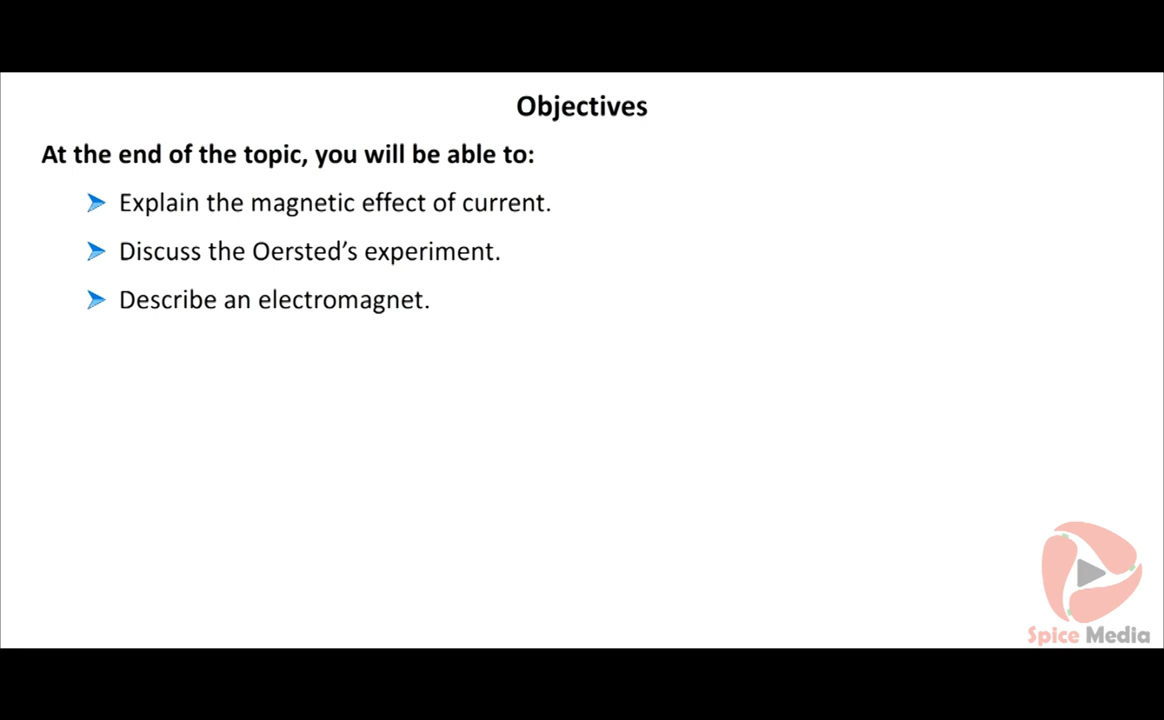 Objectives
At the end of the topic, you will be able to:
Explain the magnetic effect of current.
Discuss the Oersted’s experiment.
Describe an electromagnet.
Spice Media